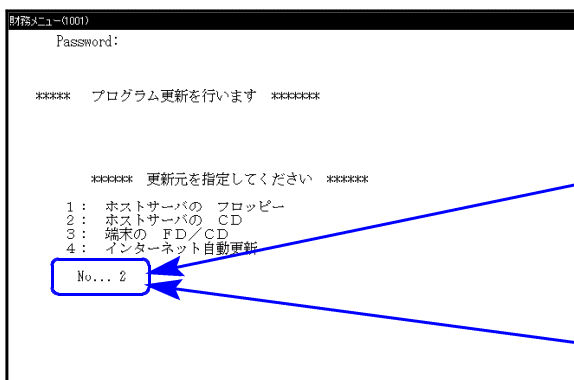 財務メニュー(1001)
Password:
***** プログラム更新を行います *******
****** 更新元を指定してください ******
1: ホストサーバの フロッピー
2: ホストサーバの CD
3: 端末の FD/CD
4: インターネット自動更新
No... 2